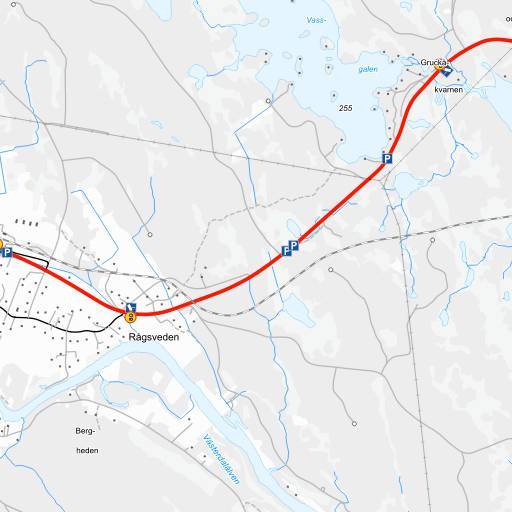 Vass-
galen
255
Grucka-
kvarnen
P
P
P
P
Rågsveden
Berg-
heden
Västerdalälven